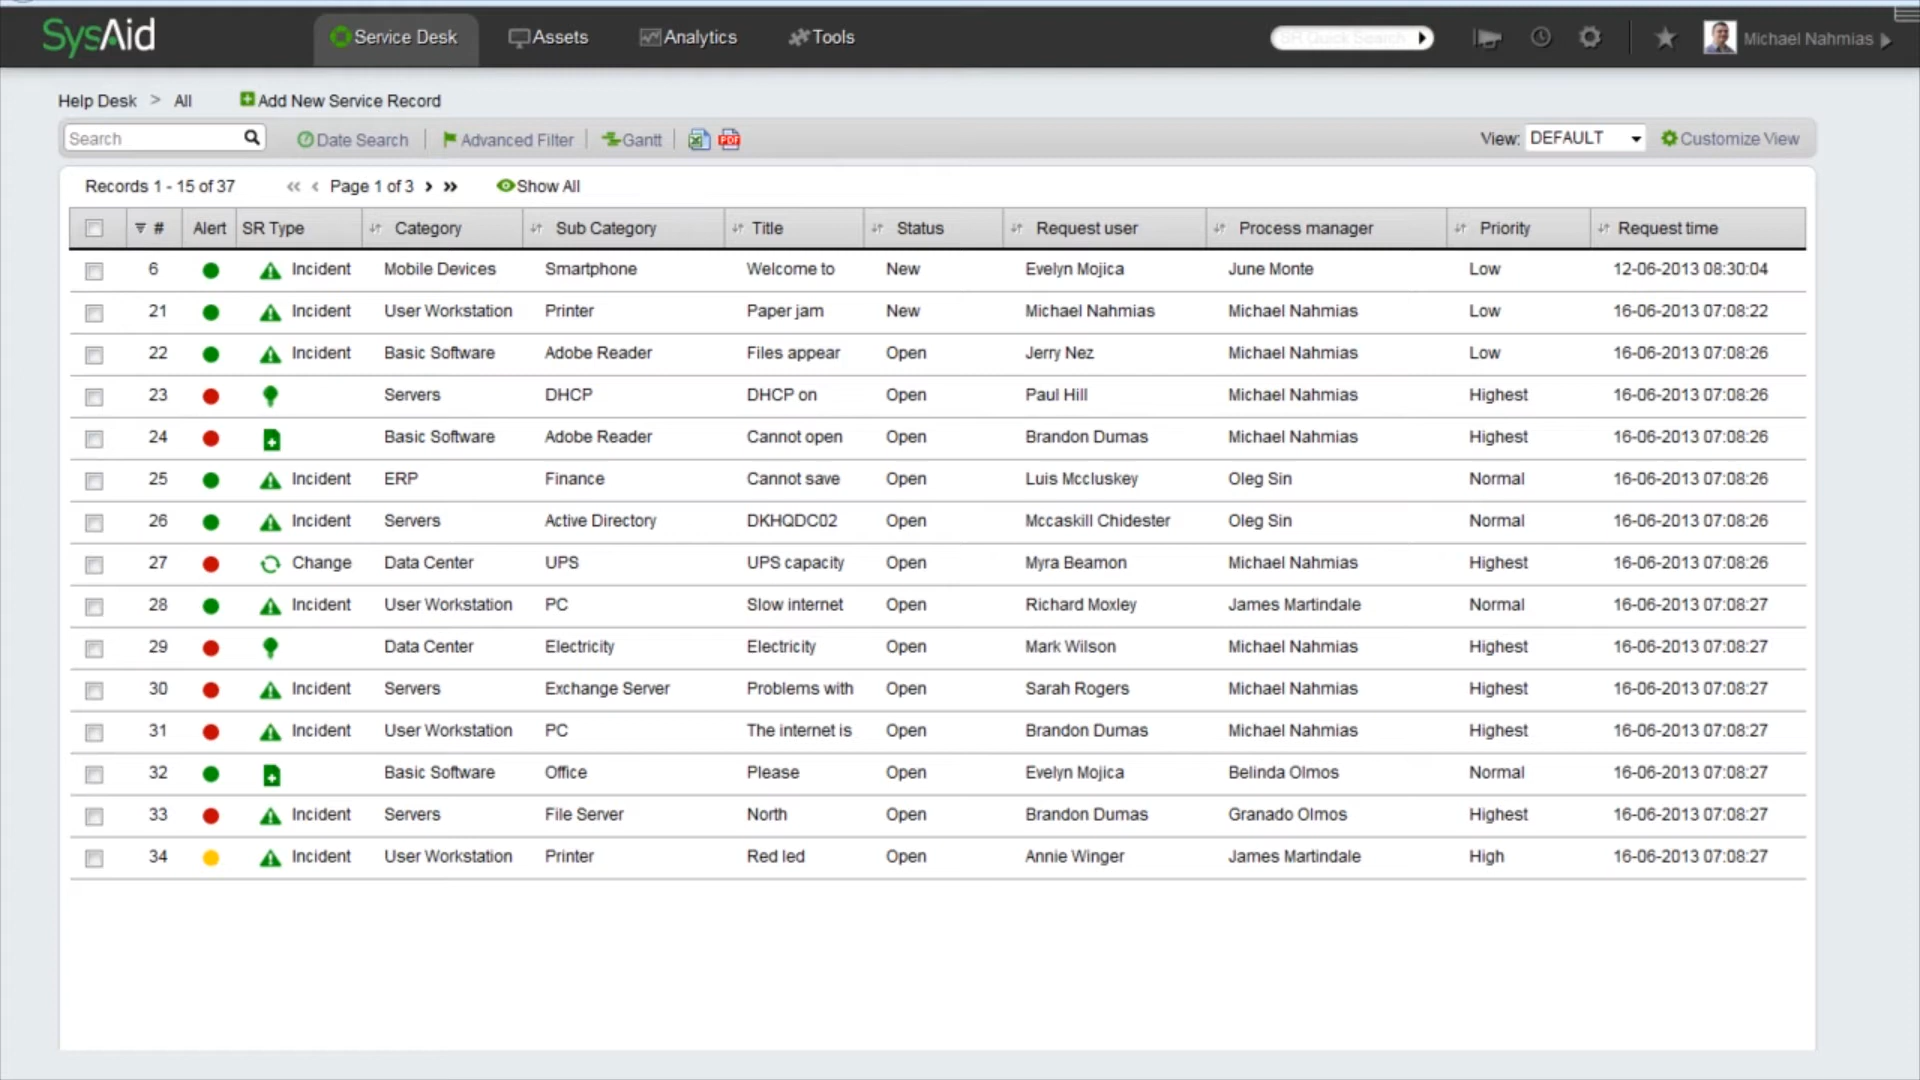 SysAid Service Desk Assets Analytics Tools SR Quick Search Michael Nahmias
Help Desk > All Add New Service Record
Search Date Search | Advanced Filter | Gantt | PDF View: DEFAULT Customize View
Records 1 - 15 of 37 « ‹ Page 1 of 3 › » Show All
# Alert SR Type Category Sub Category Title Status Request user Process manager Priority Request time
6 Incident Mobile Devices Smartphone Welcome to New Evelyn Mojica June Monte Low 12-06-2013 08:30:04
21 Incident User Workstation Printer Paper jam New Michael Nahmias Michael Nahmias Low 16-06-2013 07:08:22
22 Incident Basic Software Adobe Reader Files appear Open Jerry Nez Michael Nahmias Low 16-06-2013 07:08:26
23 Servers DHCP DHCP on Open Paul Hill Michael Nahmias Highest 16-06-2013 07:08:26
24 Basic Software Adobe Reader Cannot open Open Brandon Dumas Michael Nahmias Highest 16-06-2013 07:08:26
25 Incident ERP Finance Cannot save Open Luis Mccluskey Oleg Sin Normal 16-06-2013 07:08:26
26 Incident Servers Active Directory DKHQDC02 Open Mccaskill Chidester Oleg Sin Normal 16-06-2013 07:08:26
27 Change Data Center UPS UPS capacity Open Myra Beamon Michael Nahmias Highest 16-06-2013 07:08:26
28 Incident User Workstation PC Slow internet Open Richard Moxley James Martindale Normal 16-06-2013 07:08:27
29 Data Center Electricity Electricity Open Mark Wilson Michael Nahmias Highest 16-06-2013 07:08:27
30 Incident Servers Exchange Server Problems with Open Sarah Rogers Michael Nahmias Highest 16-06-2013 07:08:27
31 Incident User Workstation PC The internet is Open Brandon Dumas Michael Nahmias Highest 16-06-2013 07:08:27
32 Basic Software Office Please Open Evelyn Mojica Belinda Olmos Normal 16-06-2013 07:08:27
33 Incident Servers File Server North Open Brandon Dumas Granado Olmos Highest 16-06-2013 07:08:27
34 Incident User Workstation Printer Red led Open Annie Winger James Martindale High 16-06-2013 07:08:27